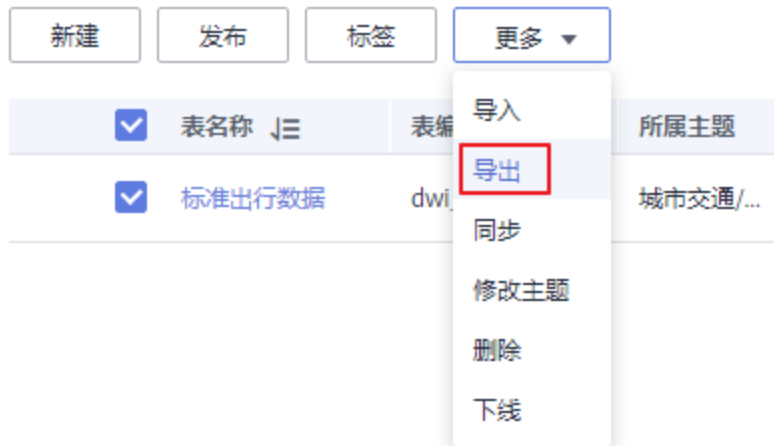 新建 发布 标签 更多
导入
表名称 表编 所属主题
导出
标准出行数据 dwi_ 城市交通/...
同步
修改主题
删除
下线